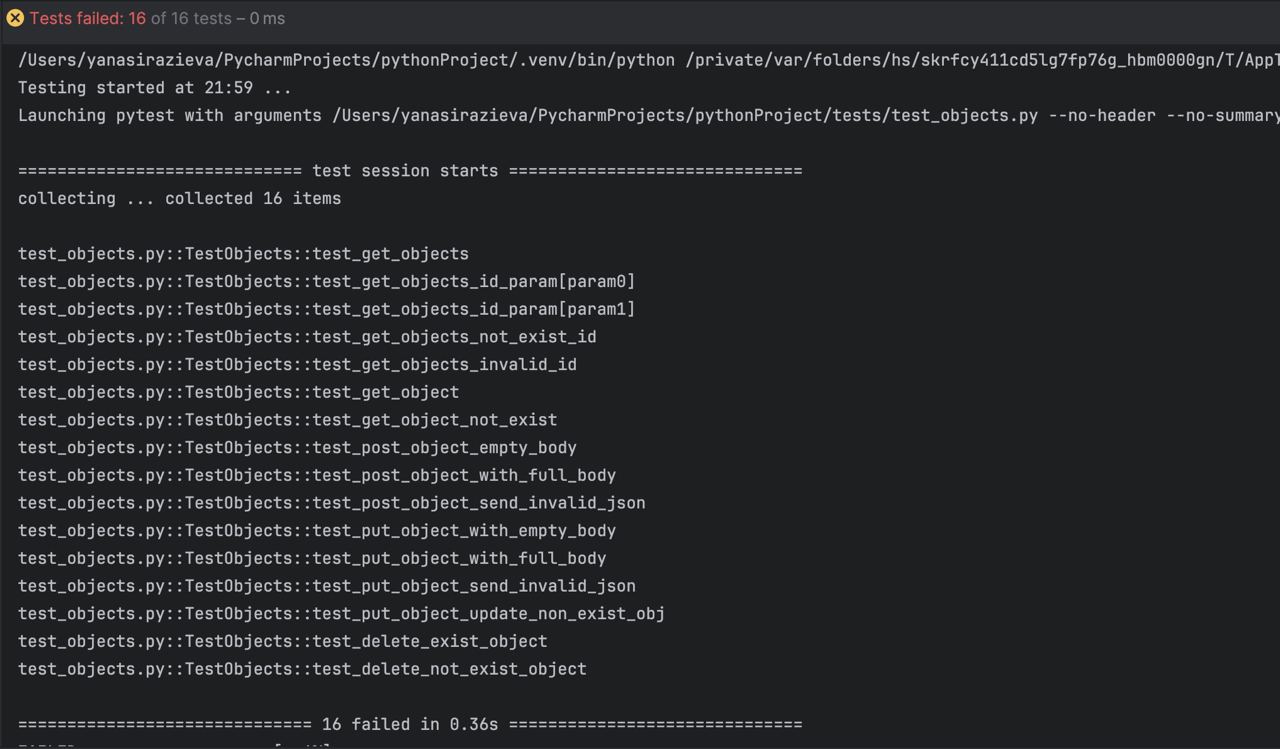 Tests failed: 16 of 16 tests – 0 ms
/Users/yanasirazieva/PycharmProjects/pythonProject/.venv/bin/python /private/var/folders/hs/skrfcy411cd5lg7fp76g_hbm0000gn/T/AppT
Testing started at 21:59 ...
Launching pytest with arguments /Users/yanasirazieva/PycharmProjects/pythonProject/tests/test_objects.py --no-header --no-summary
============================= test session starts ==============================
collecting ... collected 16 items
test_objects.py::TestObjects::test_get_objects
test_objects.py::TestObjects::test_get_objects_id_param[param0]
test_objects.py::TestObjects::test_get_objects_id_param[param1]
test_objects.py::TestObjects::test_get_objects_not_exist_id
test_objects.py::TestObjects::test_get_objects_invalid_id
test_objects.py::TestObjects::test_get_object
test_objects.py::TestObjects::test_get_object_not_exist
test_objects.py::TestObjects::test_post_object_empty_body
test_objects.py::TestObjects::test_post_object_with_full_body
test_objects.py::TestObjects::test_post_object_send_invalid_json
test_objects.py::TestObjects::test_put_object_with_empty_body
test_objects.py::TestObjects::test_put_object_with_full_body
test_objects.py::TestObjects::test_put_object_send_invalid_json
test_objects.py::TestObjects::test_put_object_update_non_exist_obj
test_objects.py::TestObjects::test_delete_exist_object
test_objects.py::TestObjects::test_delete_not_exist_object
============================== 16 failed in 0.36s ==============================